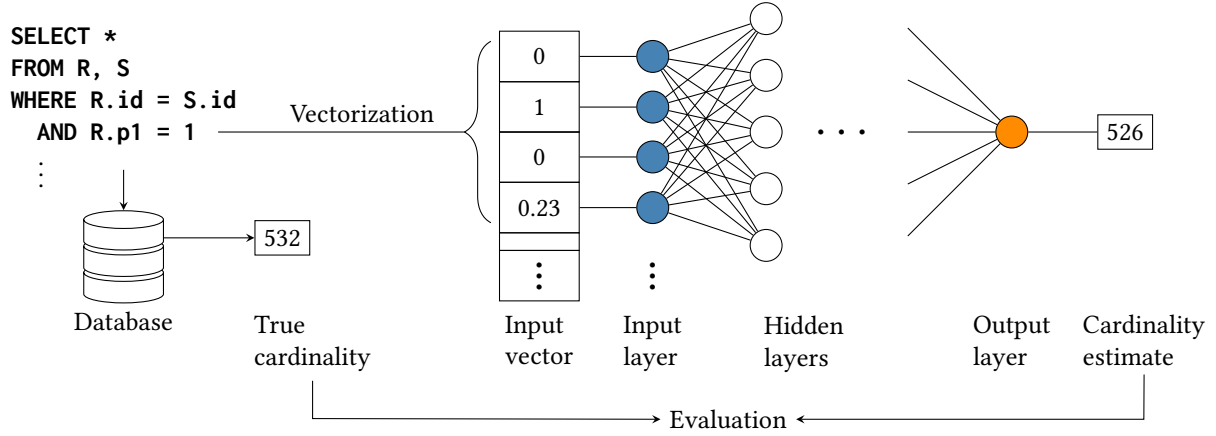 SELECT *
FROM R, S
WHERE R.id = S.id
AND R.p1 = 1
⋮
Vectorization
0
1
0
0.23
⋮
⋮
. . .
526
532
Database
True
cardinality
Input
vector
Input
layer
Hidden
layers
Output
layer
Cardinality
estimate
Evaluation